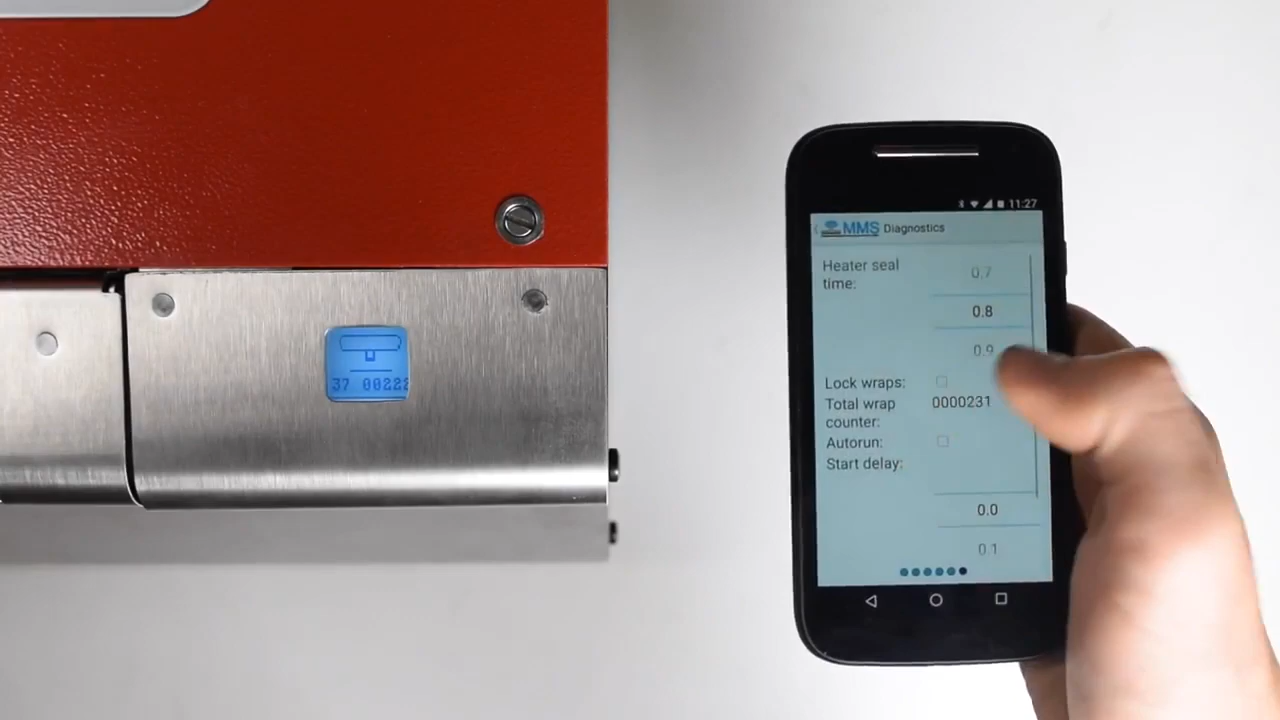 37 00222
11:27
MMS Diagnostics
Heater seal time:
0.7
0.8
0.9
Lock wraps:
Total wrap counter: 0000231
Autorun:
Start delay:
0.0
0.1